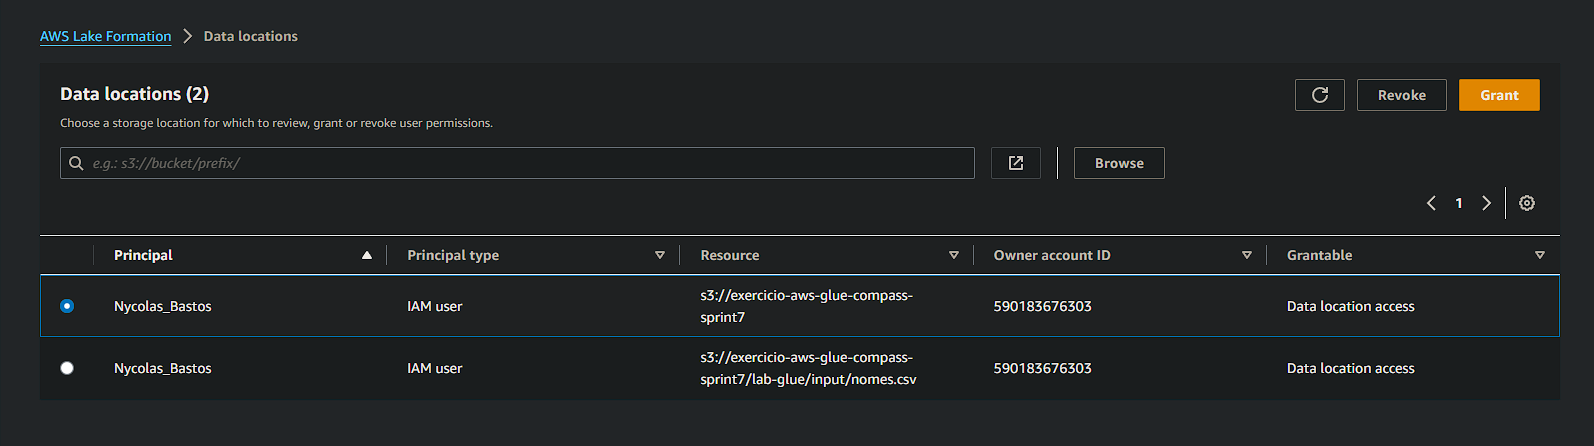 AWS Lake Formation > Data locations
Data locations (2)
Revoke
Grant
Choose a storage location for which to review, grant or revoke user permissions.
e.g.: s3://bucket/prefix/
Browse
1
Principal Principal type Resource Owner account ID Grantable
Nycolas_Bastos IAM user s3://exercicio-aws-glue-compass- 590183676303 Data location access
sprint7
Nycolas_Bastos IAM user s3://exercicio-aws-glue-compass- 590183676303 Data location access
sprint7/lab-glue/input/nomes.csv